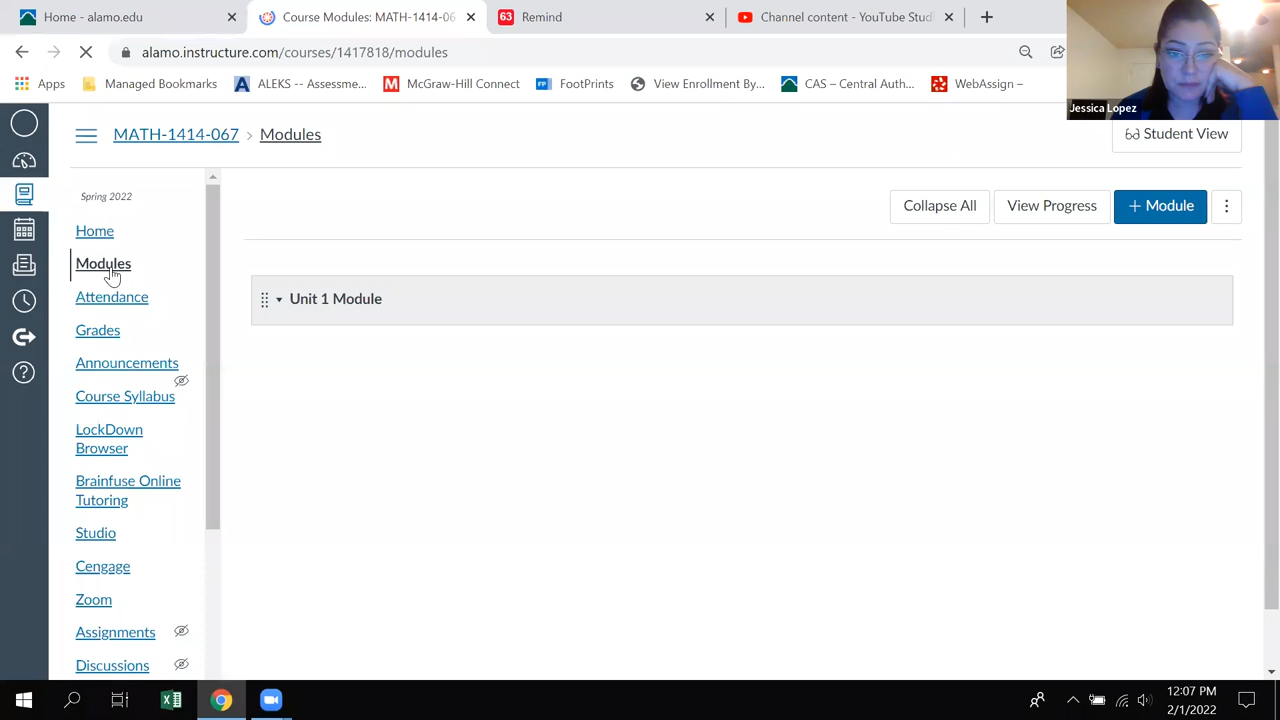 Home - alamo.edu
Course Modules: MATH-1414-06
63 Remind
Channel content - YouTube Stud
alamo.instructure.com/courses/1417818/modules
Apps
Managed Bookmarks
A ALEKS -- Assessme...
M McGraw-Hill Connect
FP FootPrints
View Enrollment By...
CAS – Central Auth...
WebAssign –
Jessica Lopez
MATH-1414-067 > Modules
Student View
Spring 2022
Collapse All
View Progress
+ Module
Home
Modules
Unit 1 Module
Attendance
Grades
Announcements
Course Syllabus
LockDown
Browser
Brainfuse Online
Tutoring
Studio
Cengage
Zoom
Assignments
Discussions
12:07 PM
2/1/2022